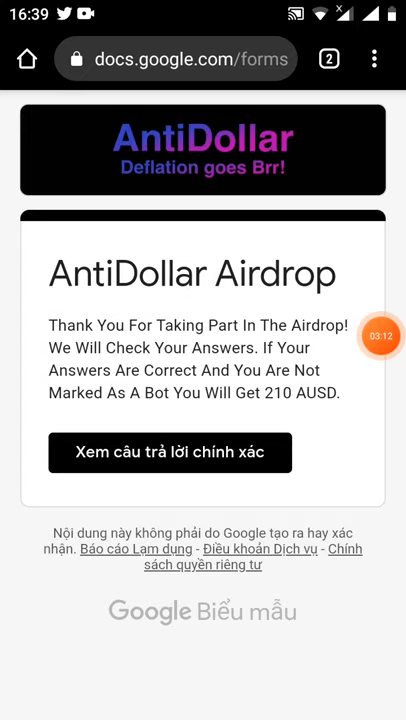 16:39
docs.google.com/forms
2
AntiDollar
Deflation goes Brr!
AntiDollar Airdrop
Thank You For Taking Part In The Airdrop!
We Will Check Your Answers. If Your
Answers Are Correct And You Are Not
Marked As A Bot You Will Get 210 AUSD.
03:12
Xem câu trả lời chính xác
Nội dung này không phải do Google tạo ra hay xác
nhận. Báo cáo Lạm dụng - Điều khoản Dịch vụ - Chính
sách quyền riêng tư
Google Biểu mẫu